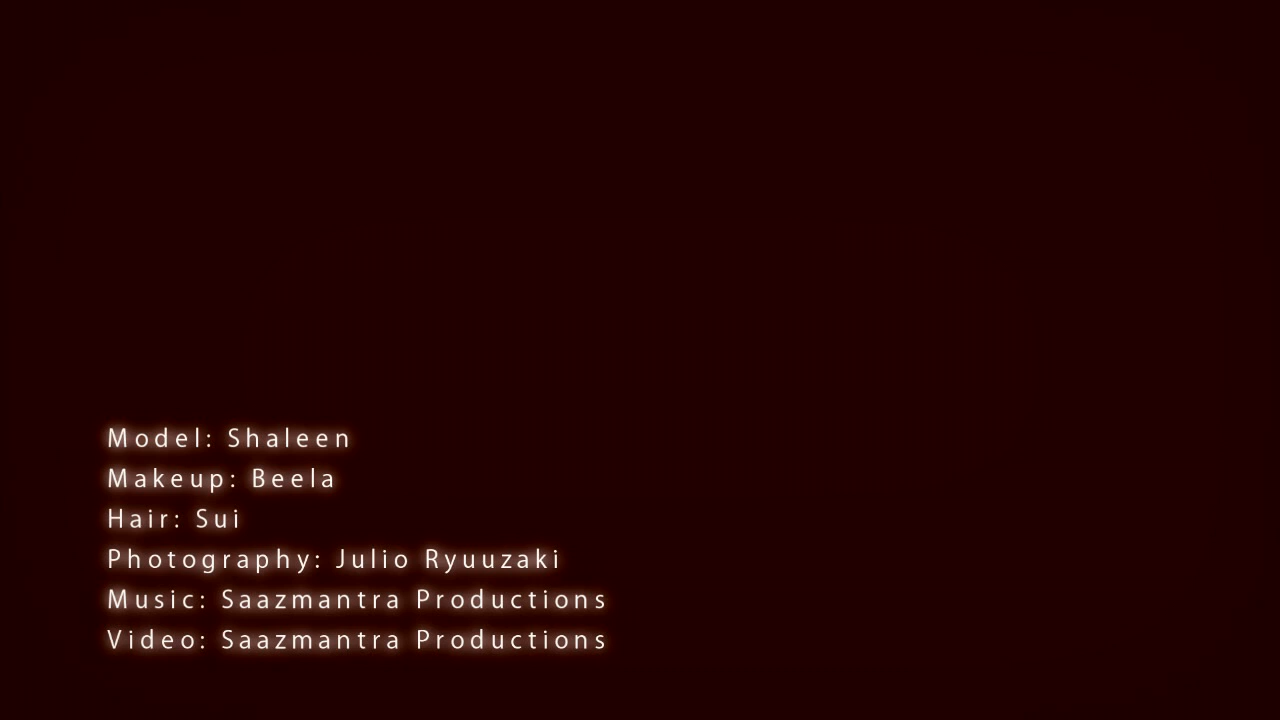 Model: Shaleen
Makeup: Beela
Hair: Sui
Photography: Julio Ryuuzaki
Music: Saazmantra Productions
Video: Saazmantra Productions